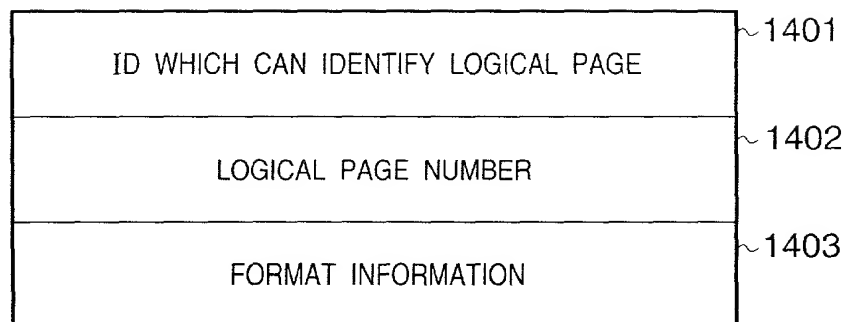 ID WHICH CAN IDENTIFY LOGICAL PAGE
1401
LOGICAL PAGE NUMBER
1402
FORMAT INFORMATION
1403